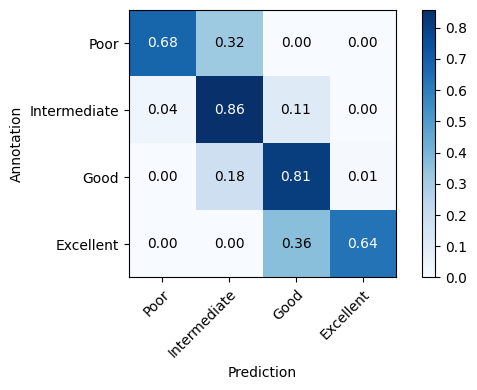 Annotation
Poor 0.68 0.32 0.00 0.00
Intermediate 0.04 0.86 0.11 0.00
Good 0.00 0.18 0.81 0.01
Excellent 0.00 0.00 0.36 0.64
Poor Intermediate Good Excellent
Prediction
0.8
0.7
0.6
0.5
0.4
0.3
0.2
0.1
0.0